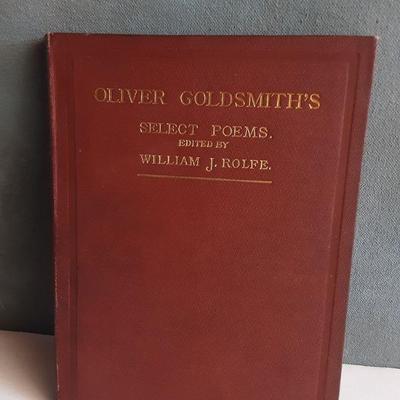 OLIVER GOLDSMITH'S
SELECT POEMS.
EDITED BY
WILLIAM J. ROLFE.